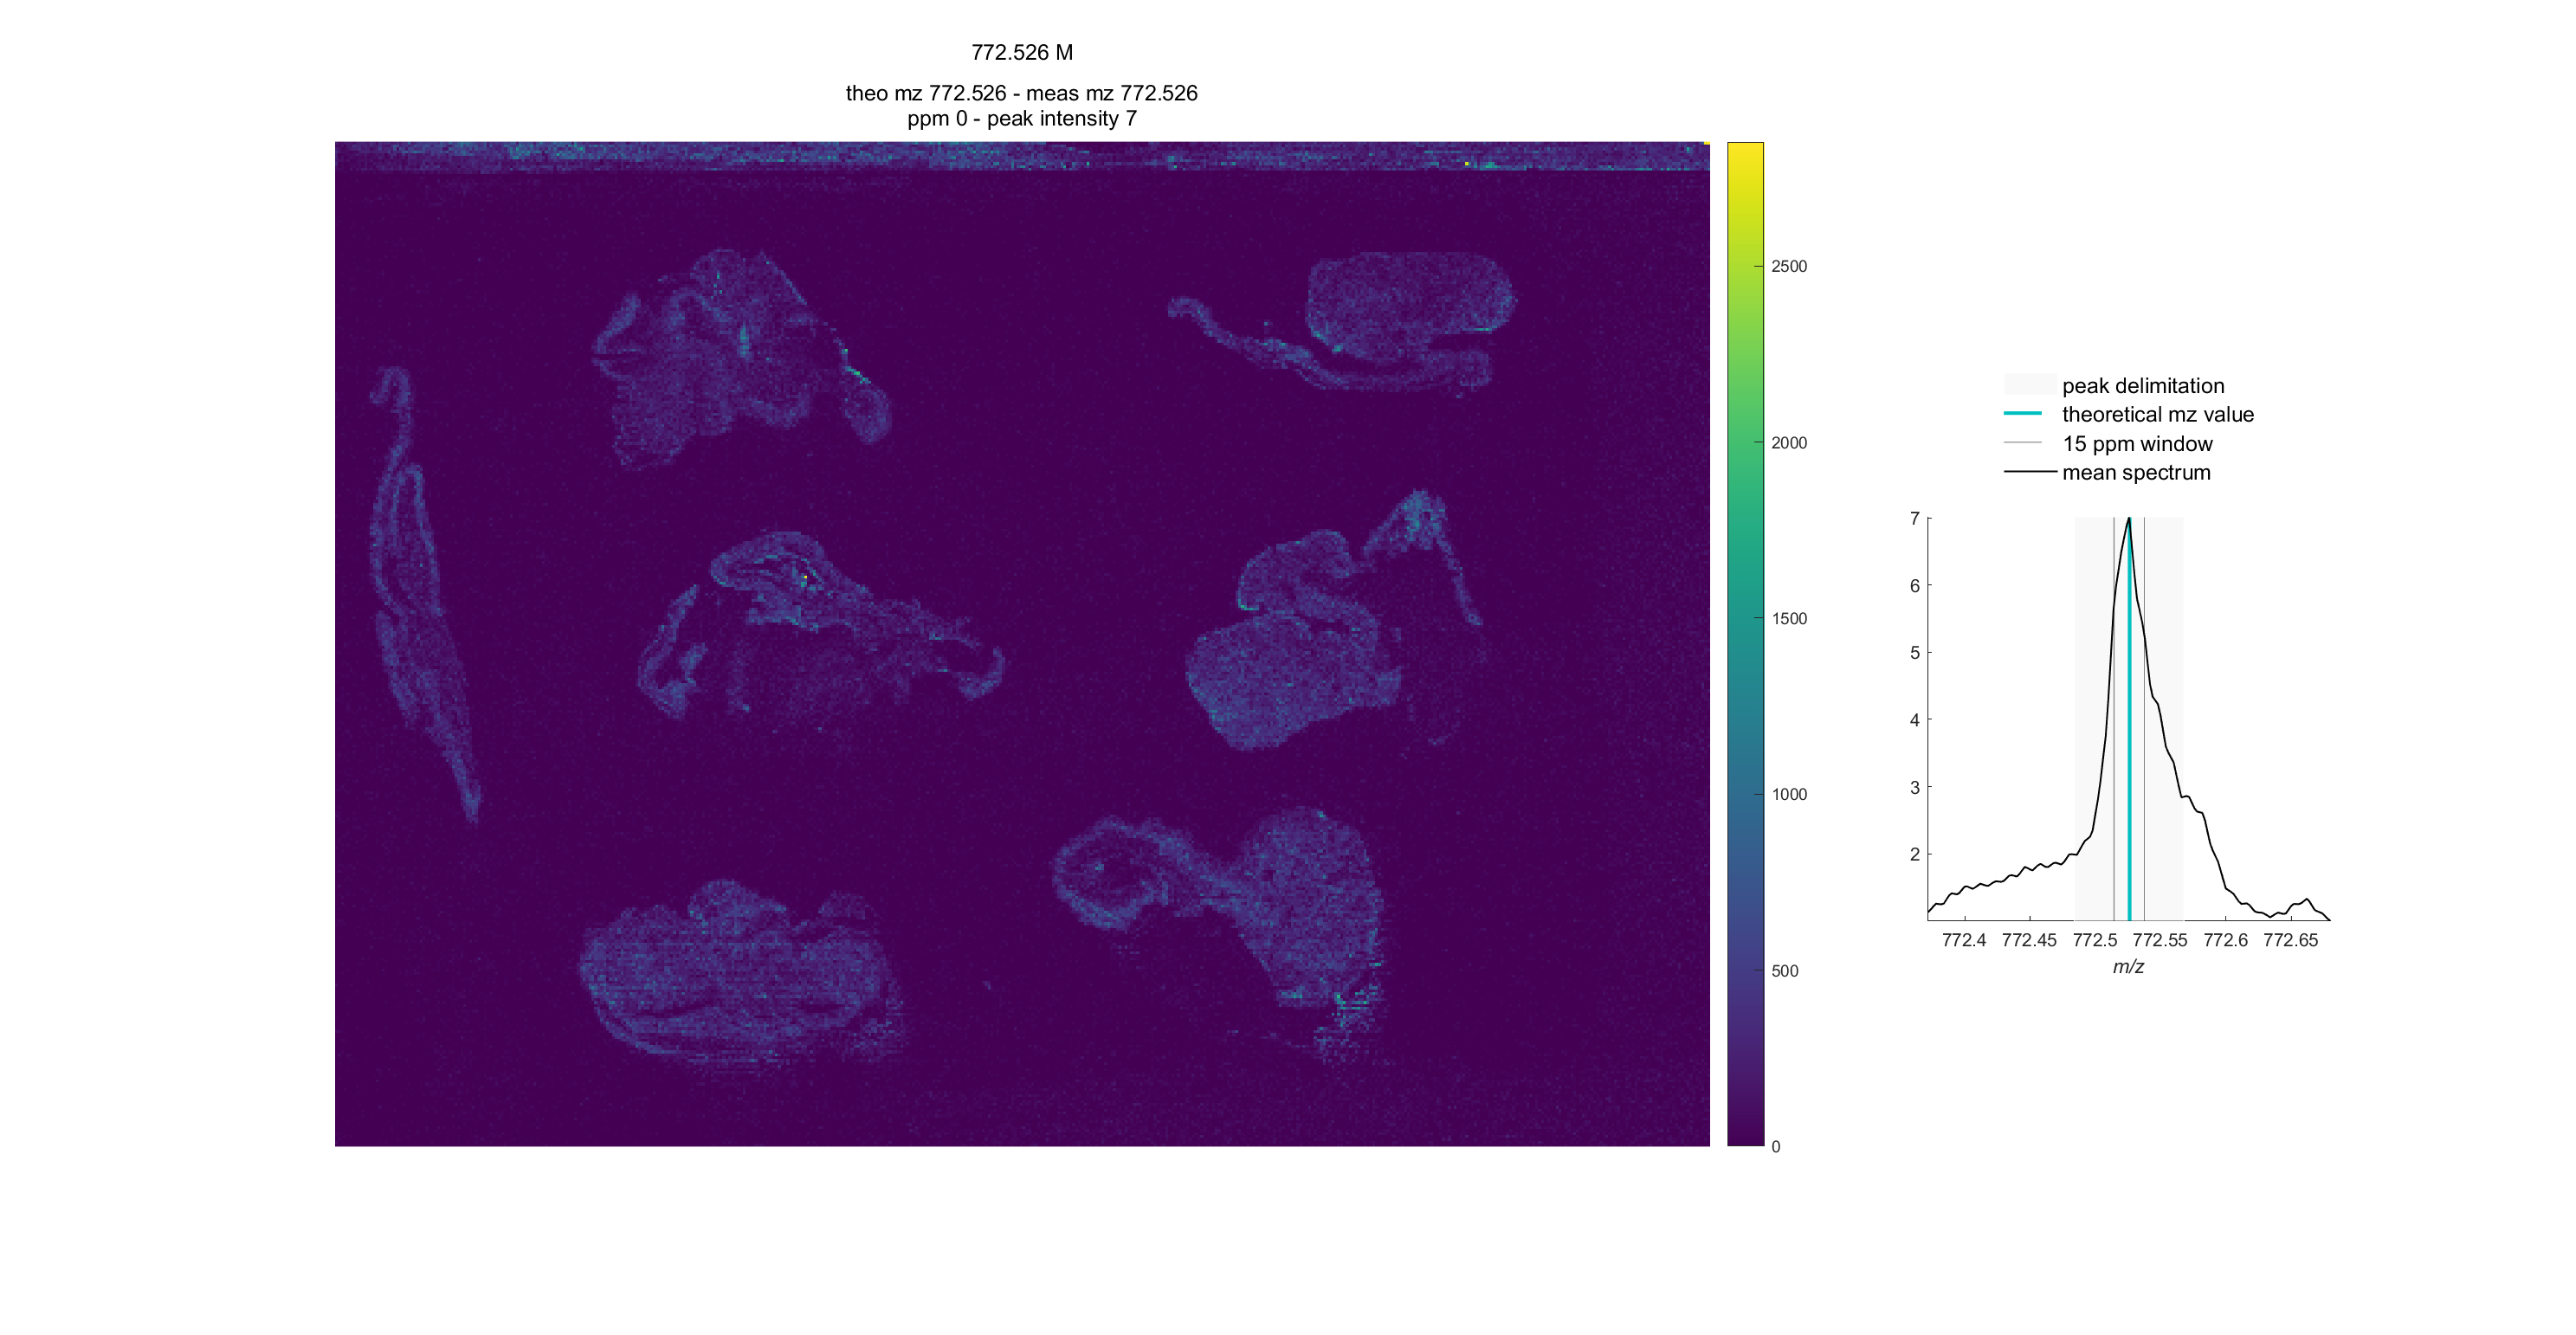 772.526 M
theo mz 772.526 - meas mz 772.526
ppm 0 - peak intensity 7
2500
2000
1500
1000
500
0
peak delimitation
theoretical mz value
15 ppm window
mean spectrum
7
6
5
4
3
2
772.4 772.45 772.5 772.55 772.6 772.65
m/z